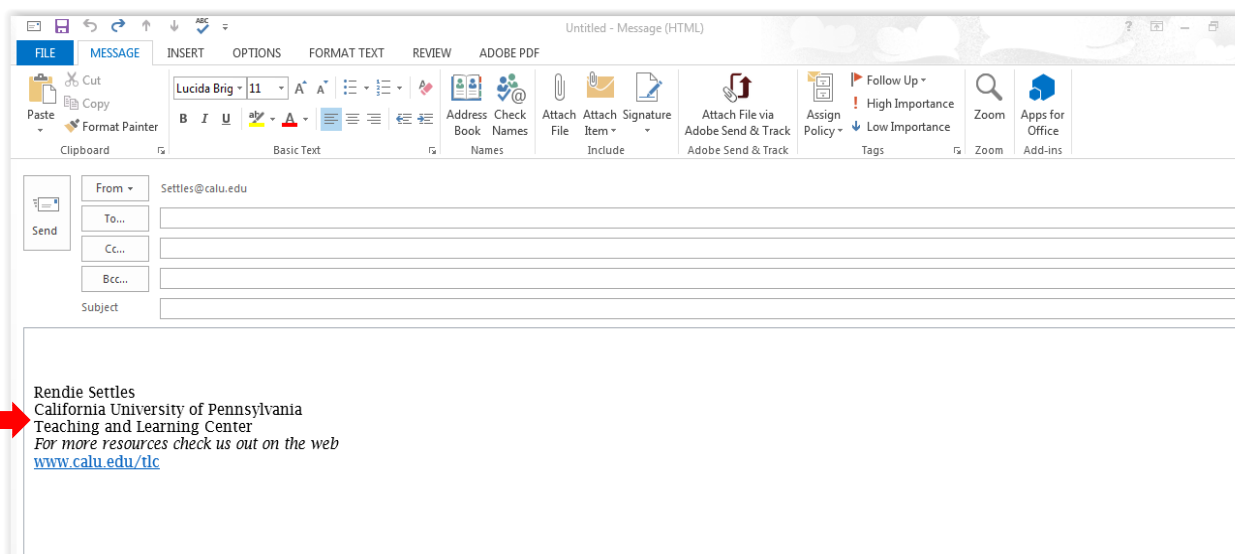 ABC
Untitled - Message (HTML)
?
FILE MESSAGE INSERT OPTIONS FORMAT TEXT REVIEW ADOBE PDF
Paste
Cut
Copy
Format Painter
Clipboard
Lucida Brig 11 A A
B I U aby A
Basic Text
Address Book
Check Names
Names
Attach File
Attach Item
Signature
Include
Attach File via Adobe Send & Track
Adobe Send & Track
Assign Policy
Follow Up
! High Importance
Low Importance
Tags
Zoom
Zoom
Apps for Office
Add-ins
Send
From Settles@calu.edu
To...
Cc...
Bcc...
Subject
Rendie Settles
California University of Pennsylvania
Teaching and Learning Center
For more resources check us out on the web
www.calu.edu/tlc